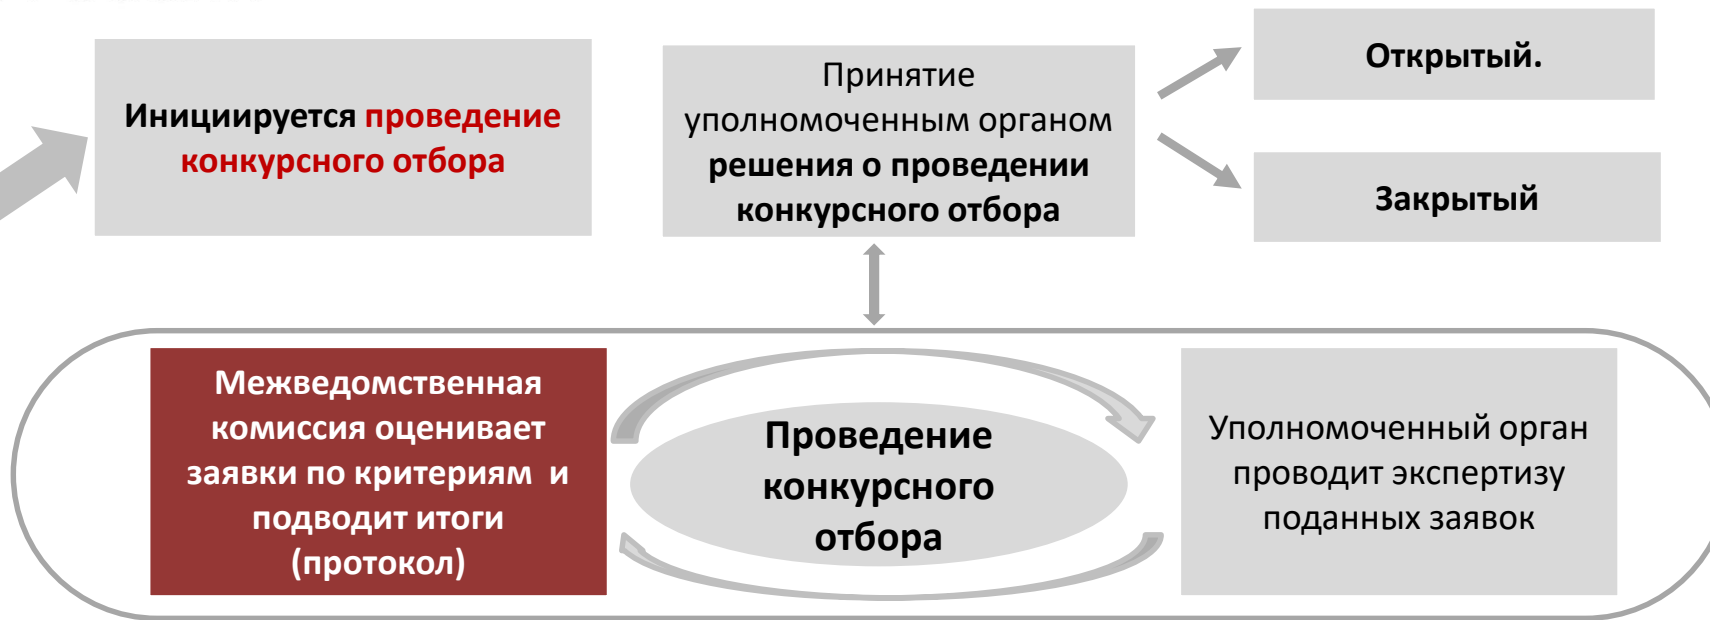 Инициируется проведение
конкурсного отбора
Принятие
уполномоченным органом
решения о проведении
конкурсного отбора
Открытый.
Закрытый
Межведомственная
комиссия оценивает
заявки по критериям и
подводит итоги
(протокол)
Проведение
конкурсного
отбора
Уполномоченный орган
проводит экспертизу
поданных заявок